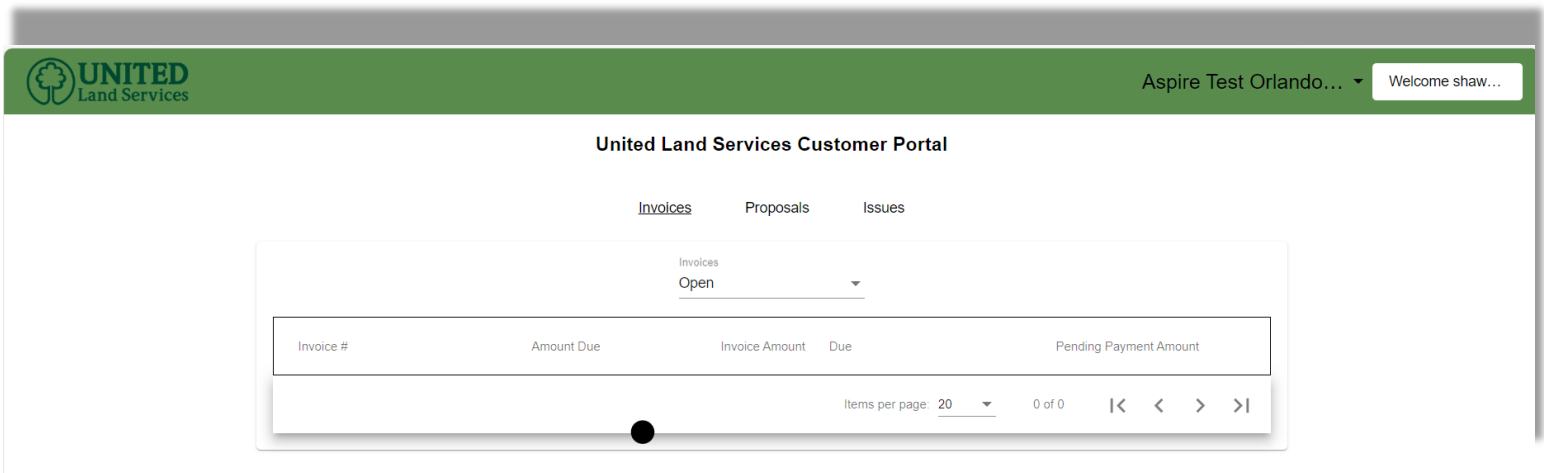 UNITED
Land Services
Aspire Test Orlando...
Welcome shaw...
United Land Services Customer Portal
Invoices Proposals Issues
Invoices
Open
Invoice # Amount Due Invoice Amount Due Pending Payment Amount
Items per page: 20 0 of 0